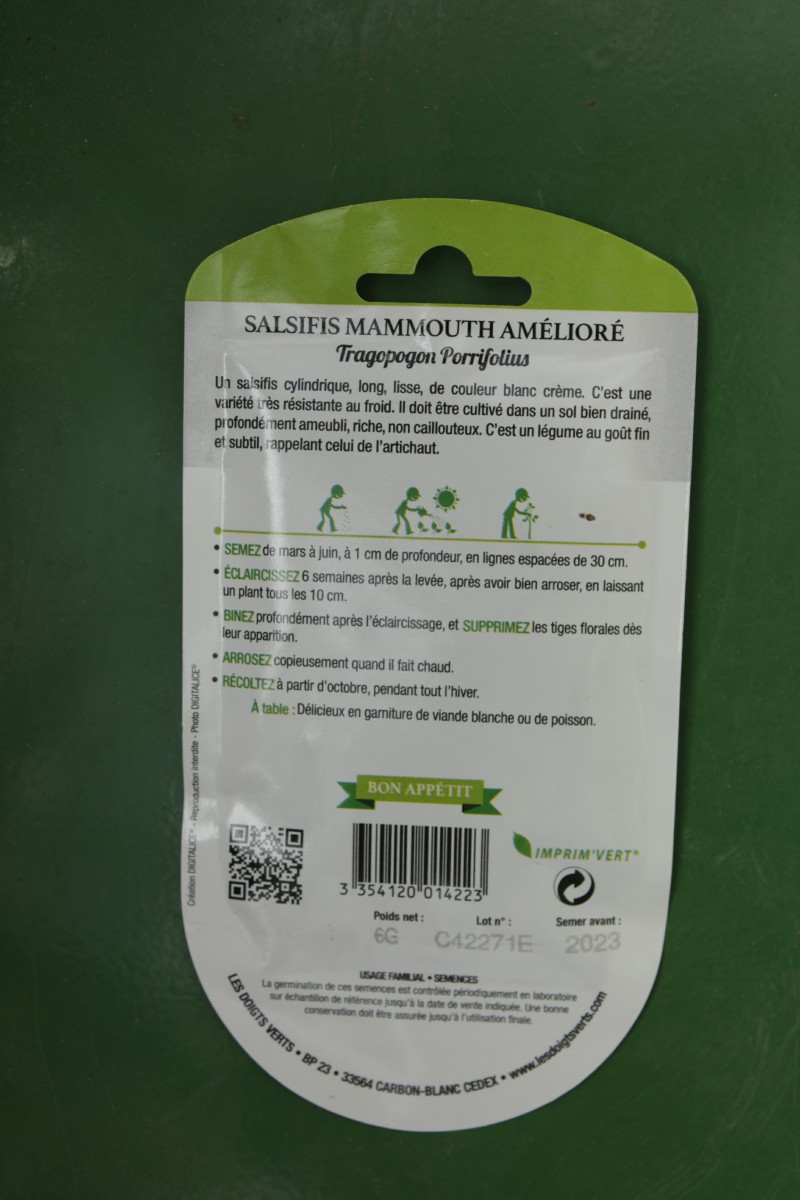 SALSIFIS MAMMOUTH AMÉLIORÉ
Tragopogon Porrifolius
Un salsifis cylindrique, long, lisse, de couleur blanc crème. C'est une
variété très résistante au froid. Il doit être cultivé dans un sol bien drainé,
profondément ameubli, riche, non caillouteux. C'est un légume au goût fin
et subtil, rappelant celui de l'artichaut.
• SEMEZ de mars à juin, à 1 cm de profondeur, en lignes espacées de 30 cm.
• ÉCLAIRCISSEZ 6 semaines après la levée, après avoir bien arroser, en laissant
un plant tous les 10 cm.
• BINEZ profondément après l'éclaircissage, et SUPPRIMEZ les tiges florales dès
leur apparition.
• ARROSEZ copieusement quand il fait chaud.
• RÉCOLTEZ à partir d'octobre, pendant tout l'hiver.
À table : Délicieux en garniture de viande blanche ou de poisson.
Création DIGITALICE® - Reproduction interdite - Photo DIGITALICE®
BON APPÉTIT
IMPRIM'VERT®
3 354120 014223
Poids net : Lot n° : Semer avant :
6G C42271E 2023
USAGE FAMILIAL • SEMENCES
La germination de ces semences est contrôlée périodiquement en laboratoire
sur échantillon de référence jusqu'à la date de vente indiquée. Une bonne
conservation doit être assurée jusqu'à l'utilisation finale.
LES DOIGTS VERTS • BP 23 • 33564 CARBON-BLANC CEDEX • www.lesdoigtsverts.com